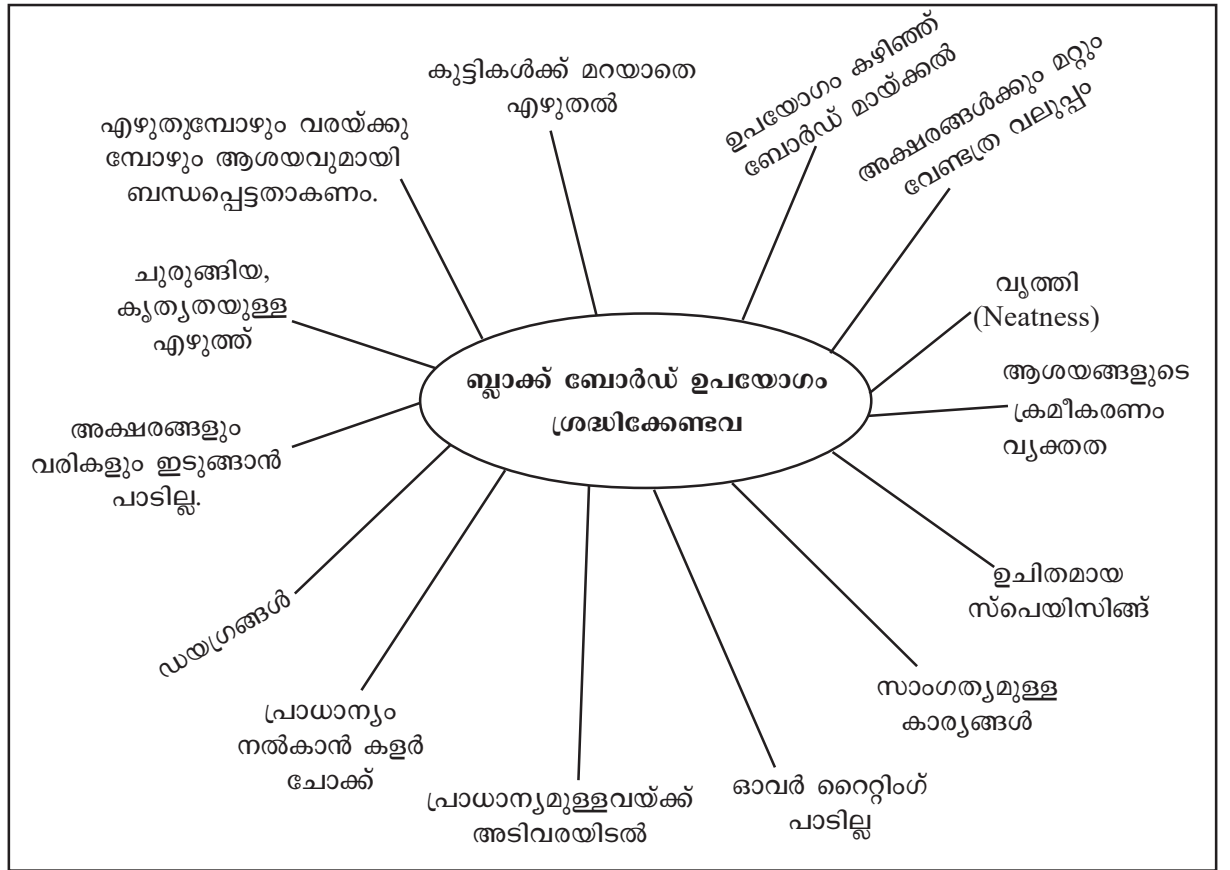 കുട്ടികൾക്ക് മറയാതെ
എഴുതൽ
ഉപയോഗം കഴിഞ്ഞ്
ബോർഡ് മായ്ക്കൽ
അക്ഷരങ്ങൾക്കും മറ്റും
വേണ്ടത്ര വലുപ്പം
എഴുതുമ്പോഴും വരയ്ക്കു
മ്പോഴും ആശയവുമായി
ബന്ധപ്പെട്ടതാകണം.
ചുരുങ്ങിയ,
കൃത്യതയുള്ള
എഴുത്ത്
വൃത്തി
(Neatness)
ബ്ലാക്ക് ബോർഡ് ഉപയോഗം
ശ്രദ്ധിക്കേണ്ടവ
ആശയങ്ങളുടെ
ക്രമീകരണം
വ്യക്തത
അക്ഷരങ്ങളും
വരികളും ഇടുങ്ങാൻ
പാടില്ല.
ഉചിതമായ
സ്പെയിസിങ്ങ്
ഡയഗ്രങ്ങൾ
സാംഗത്യമുള്ള
കാര്യങ്ങൾ
പ്രാധാന്യം
നൽകാൻ കളർ
ചോക്ക്
പ്രാധാന്യമുള്ളവയ്ക്ക്
അടിവരയിടൽ
ഓവർ റൈറ്റിംഗ്
പാടില്ല